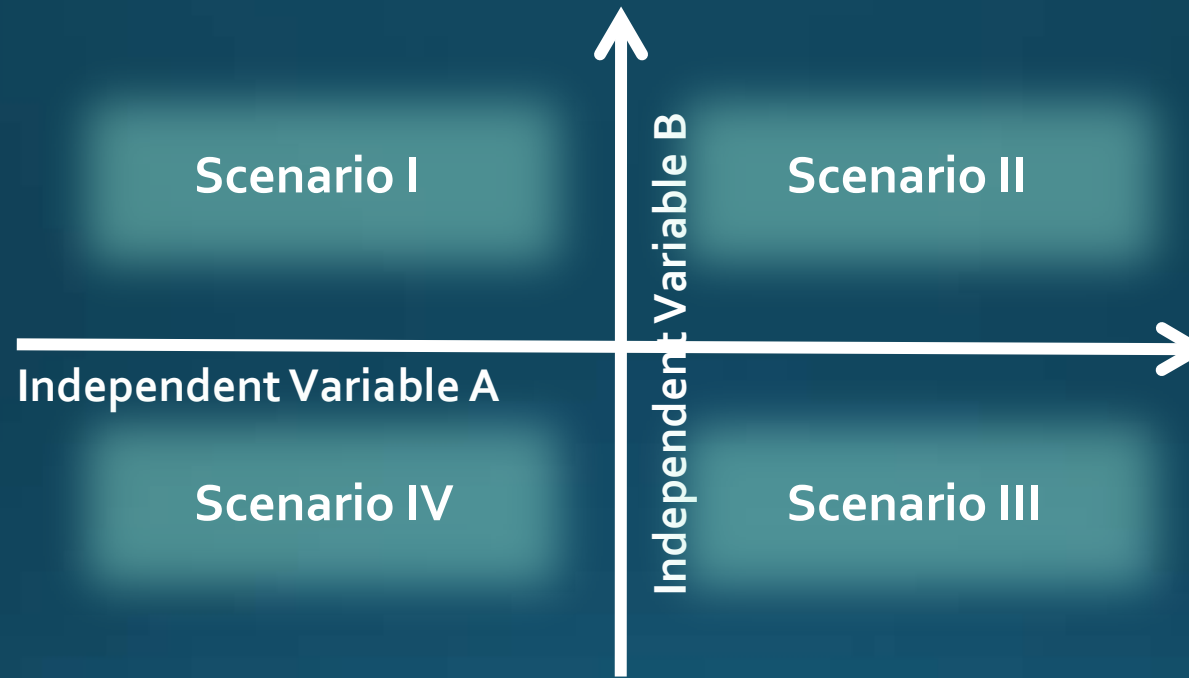 Scenario I
Independent Variable B
Scenario II
Independent Variable A
Scenario IV
Scenario III